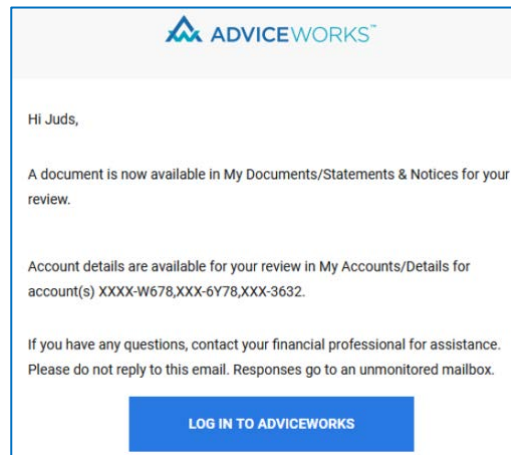 ADVICEWORKS™
Hi Juds,
A document is now available in My Documents/Statements & Notices for your
review.
Account details are available for your review in My Accounts/Details for
account(s) XXXX-W678,XXX-6Y78,XXX-3632.
If you have any questions, contact your financial professional for assistance.
Please do not reply to this email. Responses go to an unmonitored mailbox.
LOG IN TO ADVICEWORKS